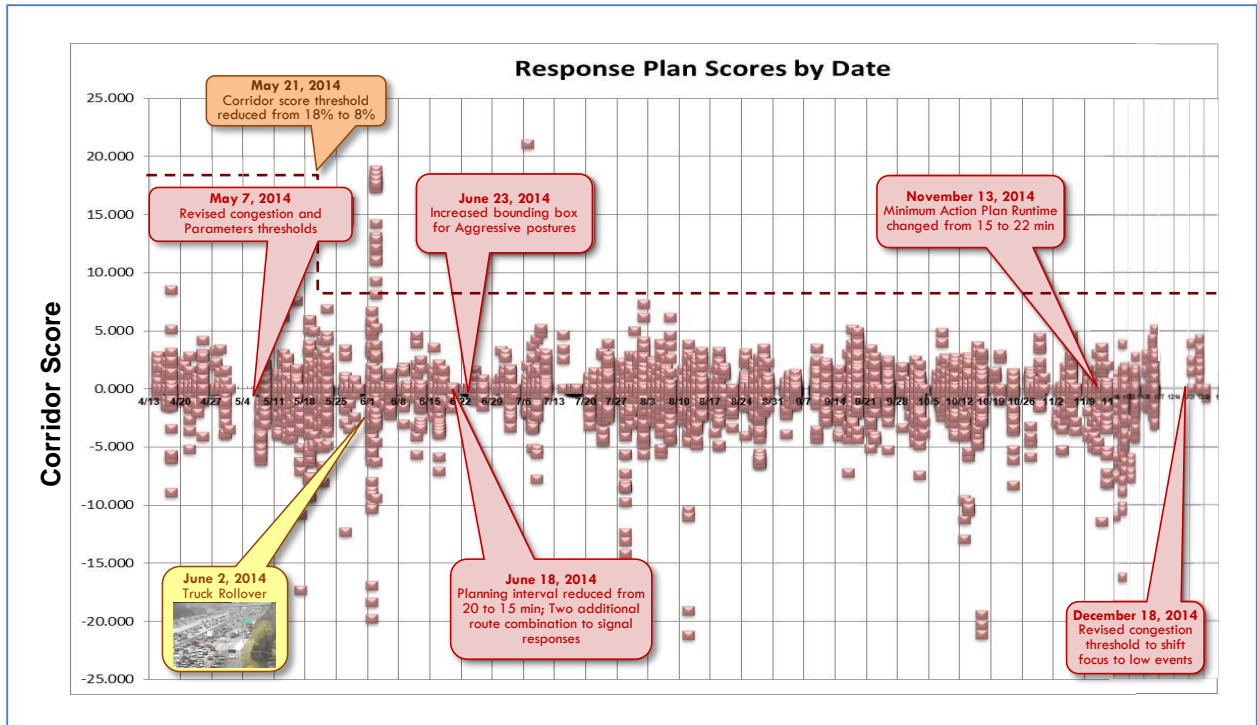 Response Plan Scores by Date
Corridor Score
25.000
20.000
15.000
10.000
5.000
0.000
-5.000
-10.000
-15.000
-20.000
-25.000
May 21, 2014
Corridor score threshold
reduced from 18% to 8%
May 7, 2014
Revised congestion and
Parameters thresholds
June 23, 2014
Increased bounding box
for Aggressive postures
November 13, 2014
Minimum Action Plan Runtime
changed from 15 to 22 min
4/13 4/20 4/27 5/4 5/11 5/18 5/25 6/1 6/8 6/15 6/22 6/29 7/6 7/13 7/20 7/27 8/3 8/10 8/17 8/24 8/31 9/7 9/14 9/21 9/28 10/5 10/12 10/19 10/26 11/2 11/9
June 2, 2014
Truck Rollover
June 18, 2014
Planning interval reduced from
20 to 15 min; Two additional
route combination to signal
responses
December 18, 2014
Revised congestion
threshold to shift
focus to low events